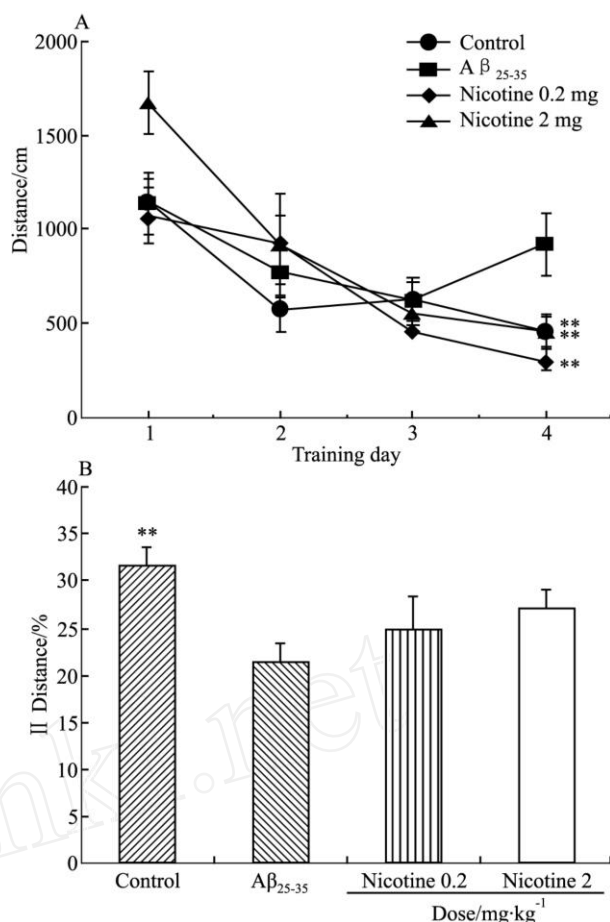 A
Control
Aβ 25-35
Nicotine 0.2 mg
Nicotine 2 mg
Distance/cm
2000
1500
1000
500
0
**
**
**
1 2 3 4
Training day
B
II Distance/%
40
35
30
25
20
15
10
5
0
**
Control Aβ25-35 Nicotine 0.2 Nicotine 2
Dose/mg·kg-1
nki.net